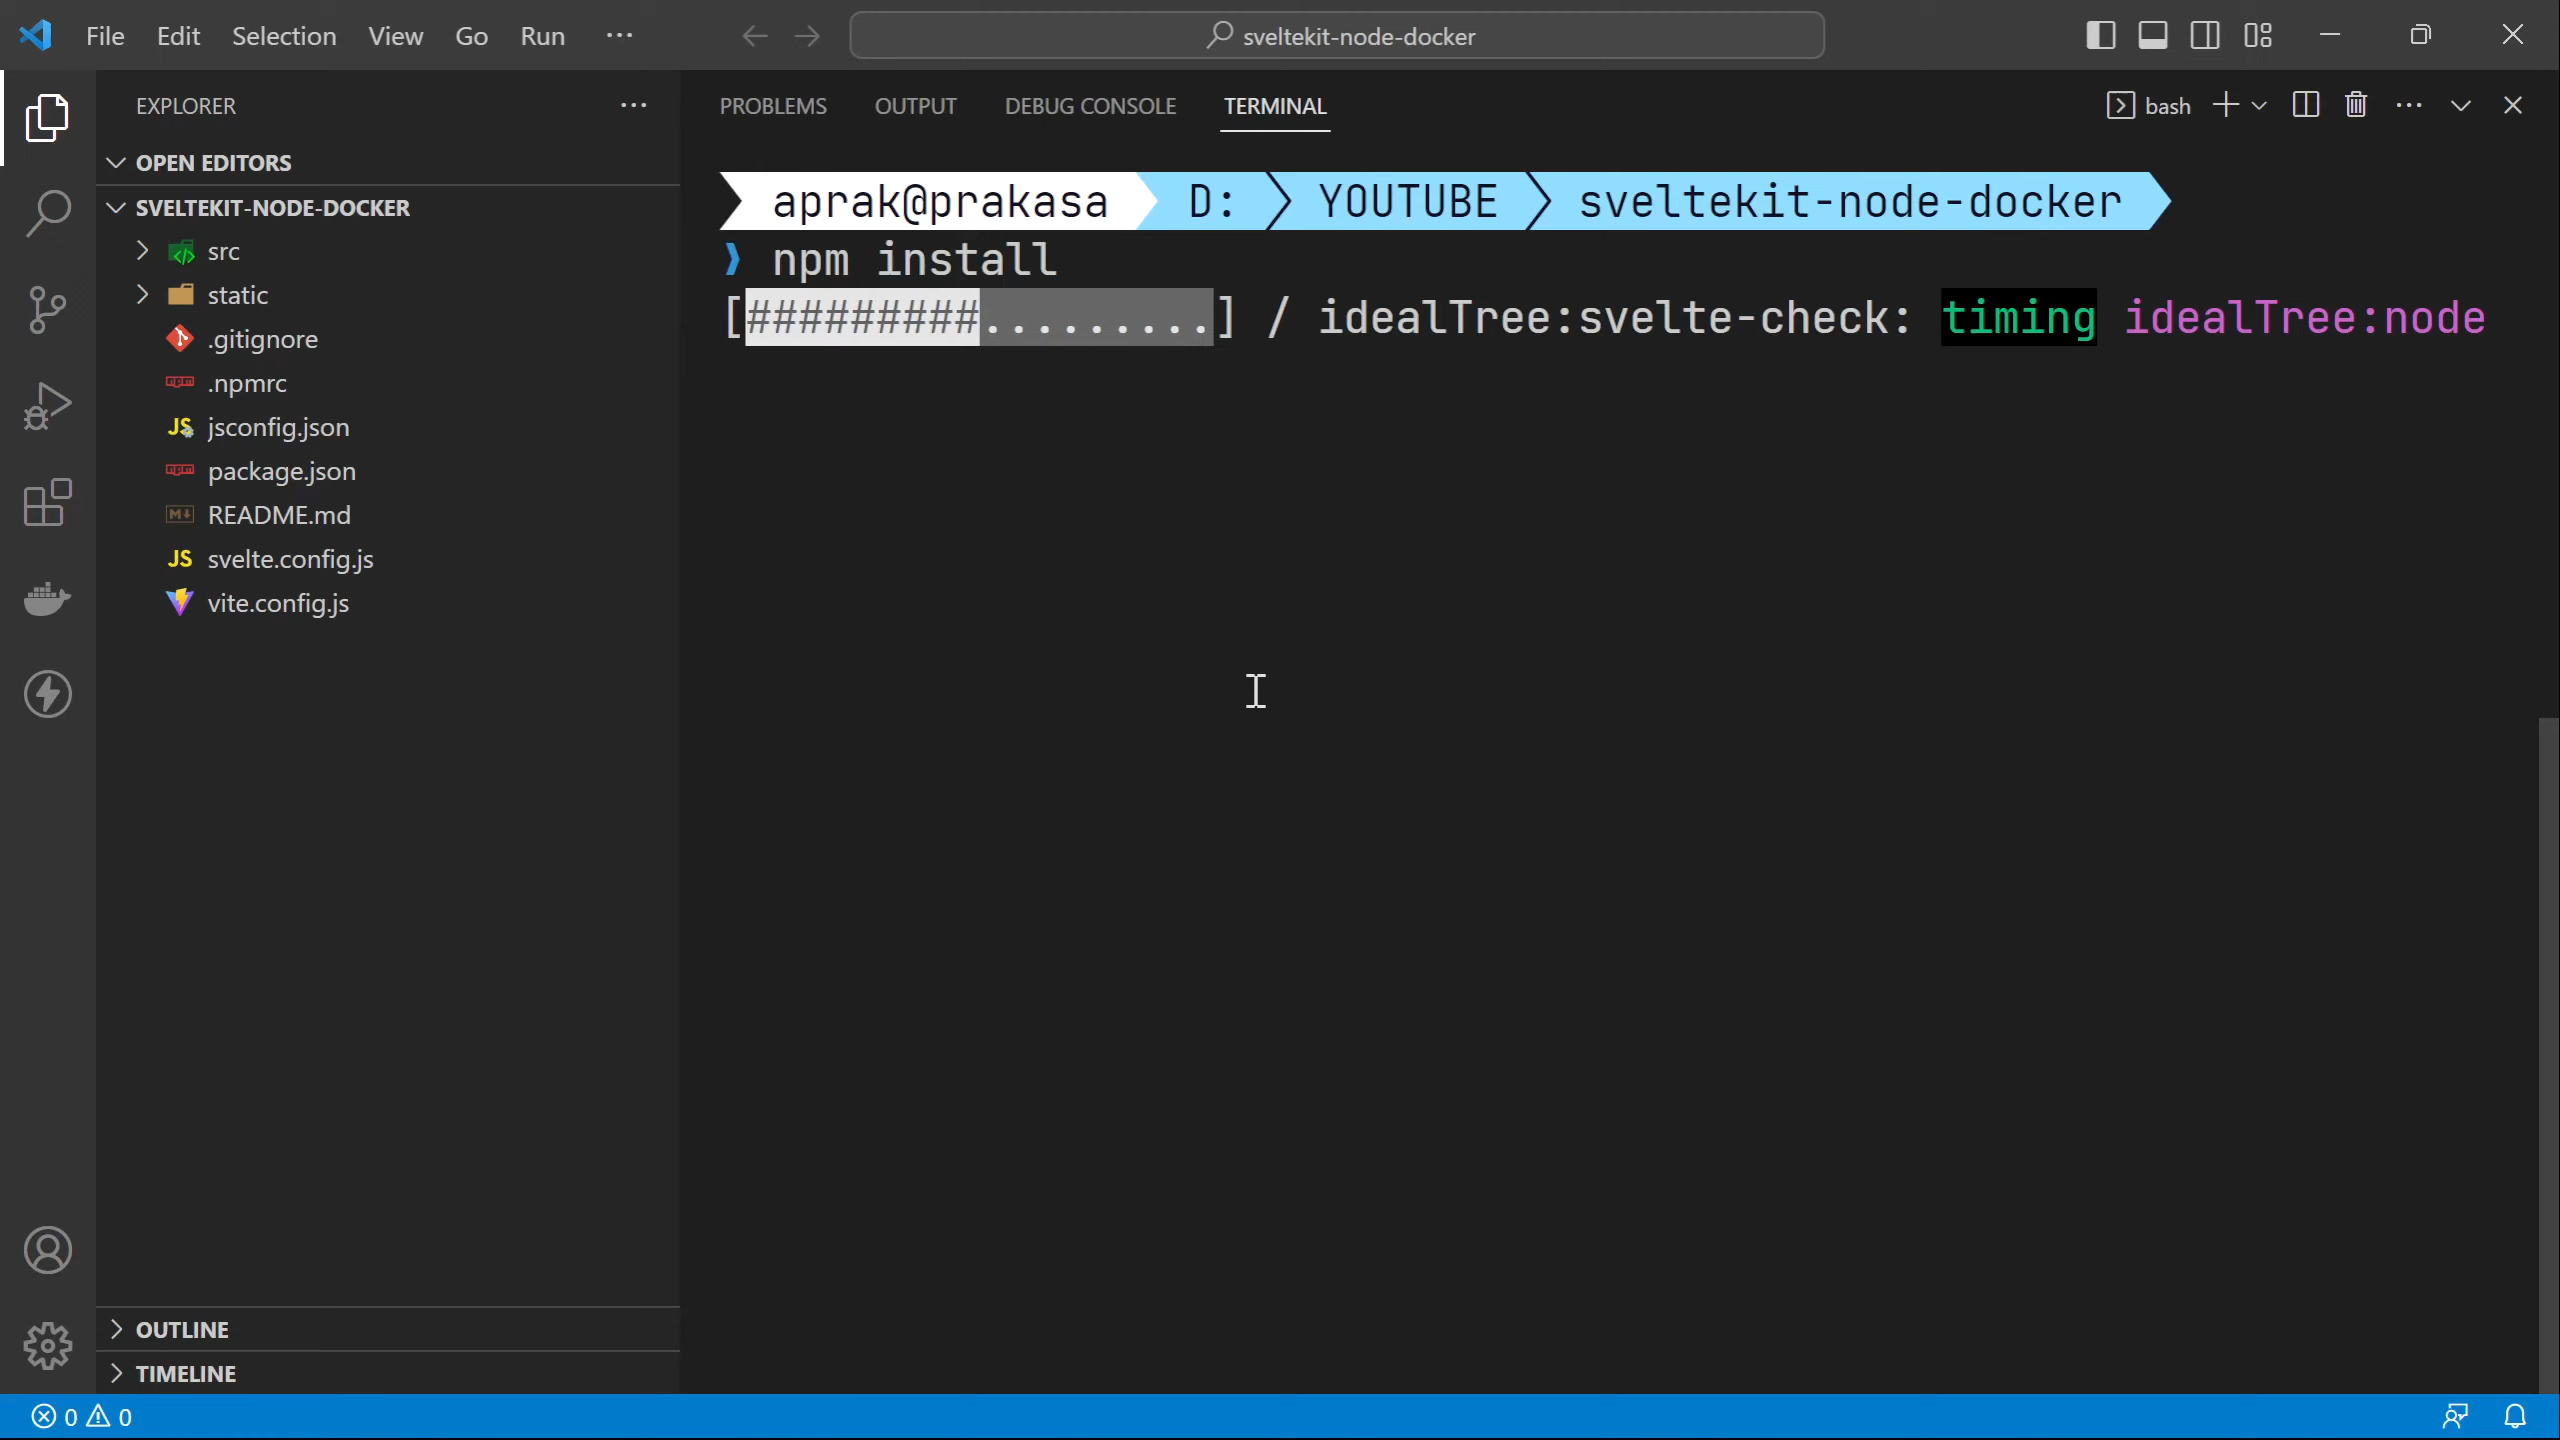 File Edit Selection View Go Run ··· sveltekit-node-docker
EXPLORER
OPEN EDITORS
SVELTEKIT-NODE-DOCKER
src
static
.gitignore
.npmrc
JS jsconfig.json
package.json
README.md
JS svelte.config.js
vite.config.js
OUTLINE
TIMELINE
PROBLEMS OUTPUT DEBUG CONSOLE TERMINAL bash
aprak@prakasa D: YOUTUBE sveltekit-node-docker
❯ npm install
[#########.........] / idealTree:svelte-check: timing idealTree:node
0 0